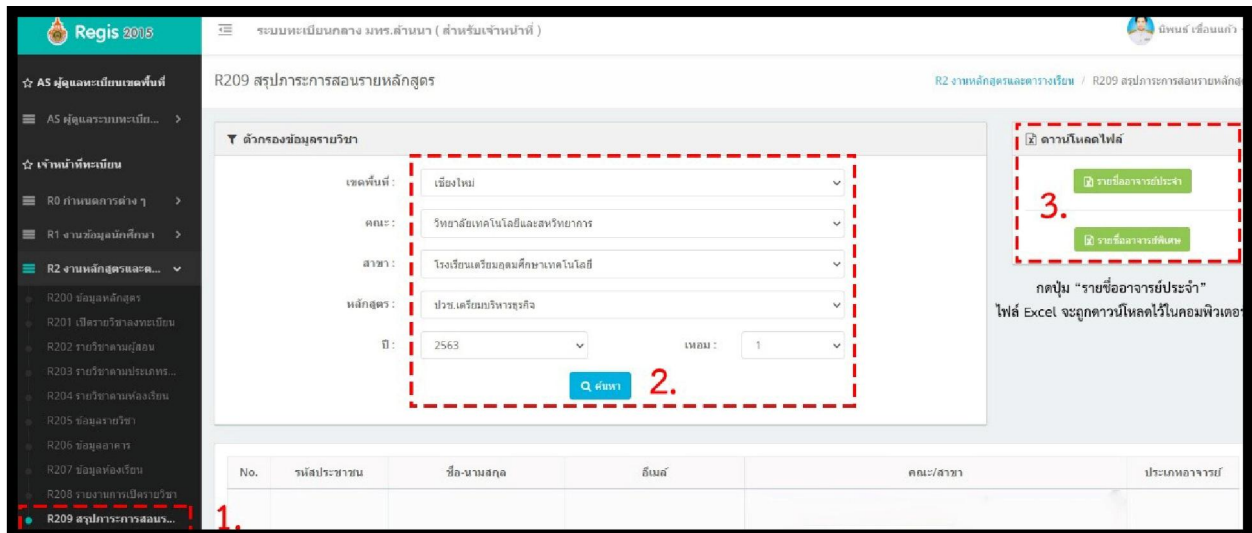 Regis 2015
ระบบทะเบียนกลาง มทร.ล้านนา ( สำหรับเจ้าหน้าที่ )
นิพนธ์ เชื่อนแก้ว
AS ผู้ดูแลทะเบียนเขตพื้นที่
AS ผู้ดูแลระบบทะเบีย...
เจ้าหน้าที่ทะเบียน
R0 กำหนดการต่าง ๆ
R1 งานข้อมูลนักศึกษา
R2 งานหลักสูตรและต...
R200 ข้อมูลหลักสูตร
R201 เปิดรายวิชาลงทะเบียน
R202 รายวิชาตามผู้สอน
R203 รายวิชาตามประเภทร...
R204 รายวิชาตามห้องเรียน
R205 ข้อมูลรายวิชา
R206 ข้อมูลอาคาร
R207 ข้อมูลห้องเรียน
R208 รายงานการเปิดรายวิชา
R209 สรุปภาระการสอนร...
1.
R209 สรุปภาระการสอนรายหลักสูตร
R2 งานหลักสูตรและตารางเรียน / R209 สรุปภาระการสอนรายหลักสู
ตัวกรองข้อมูลรายวิชา
เขตพื้นที่ : เชียงใหม่
คณะ : วิทยาลัยเทคโนโลยีและสหวิทยาการ
สาขา : โรงเรียนเตรียมอุดมศึกษาเทคโนโลยี
หลักสูตร : ปวช.เตรียมบริหารธุรกิจ
ปี : 2563 เทอม : 1
ค้นหา 2.
ดาวน์โหลดไฟล์
รายชื่ออาจารย์ประจำ
3.
รายชื่ออาจารย์พิเศษ
กดปุ่ม “รายชื่ออาจารย์ประจำ”
ไฟล์ Excel จะถูกดาวน์โหลดไว้ในคอมพิวเตอร
No. รหัสประชาชน ชื่อ-นามสกุล อีเมล์ คณะ/สาขา ประเภทอาจารย์